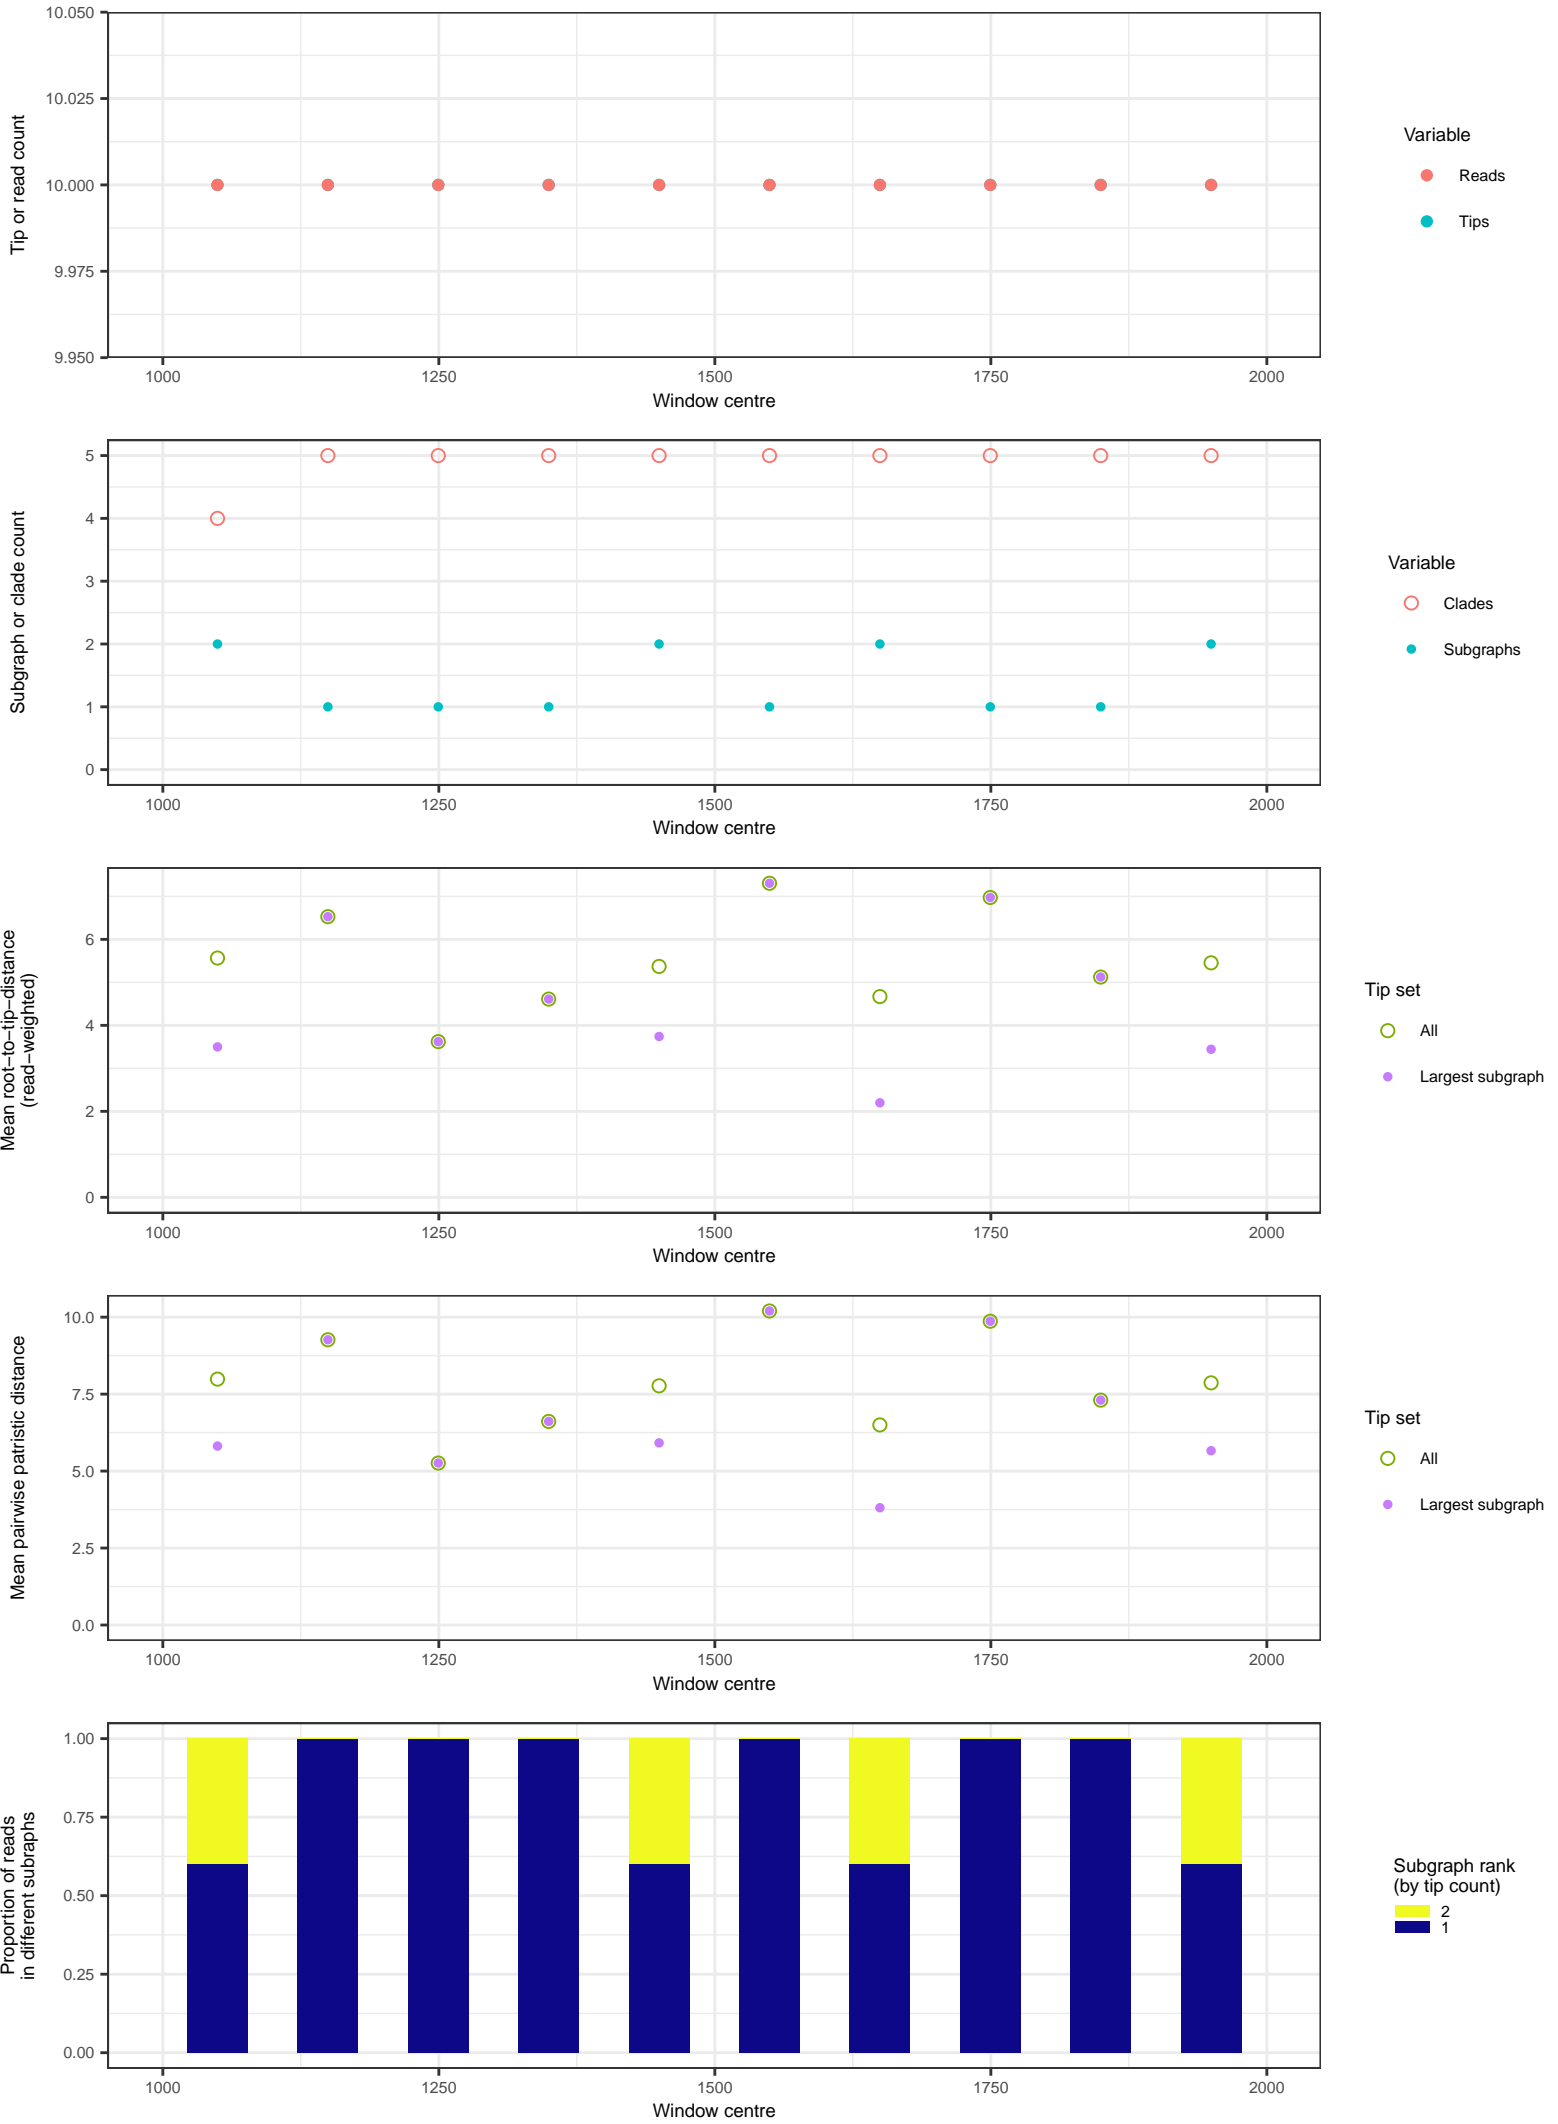 10.050
10.025
10.000
9.975
9.950
Tip or read count
1000 1250 1500 1750 2000
Window centre
Variable
Reads
Tips
5
4
3
2
1
0
Subgraph or clade count
1000 1250 1500 1750 2000
Window centre
Variable
Clades
Subgraphs
6
4
2
0
Mean root−to−tip−distance
(read−weighted)
1000 1250 1500 1750 2000
Window centre
Tip set
All
Largest subgraph
10.0
7.5
5.0
2.5
0.0
Mean pairwise patristic distance
1000 1250 1500 1750 2000
Window centre
Tip set
All
Largest subgraph
1.00
0.75
0.50
0.25
0.00
Proportion of reads
in different subraphs
1000 1250 1500 1750 2000
Window centre
Subgraph rank
(by tip count)
2
1